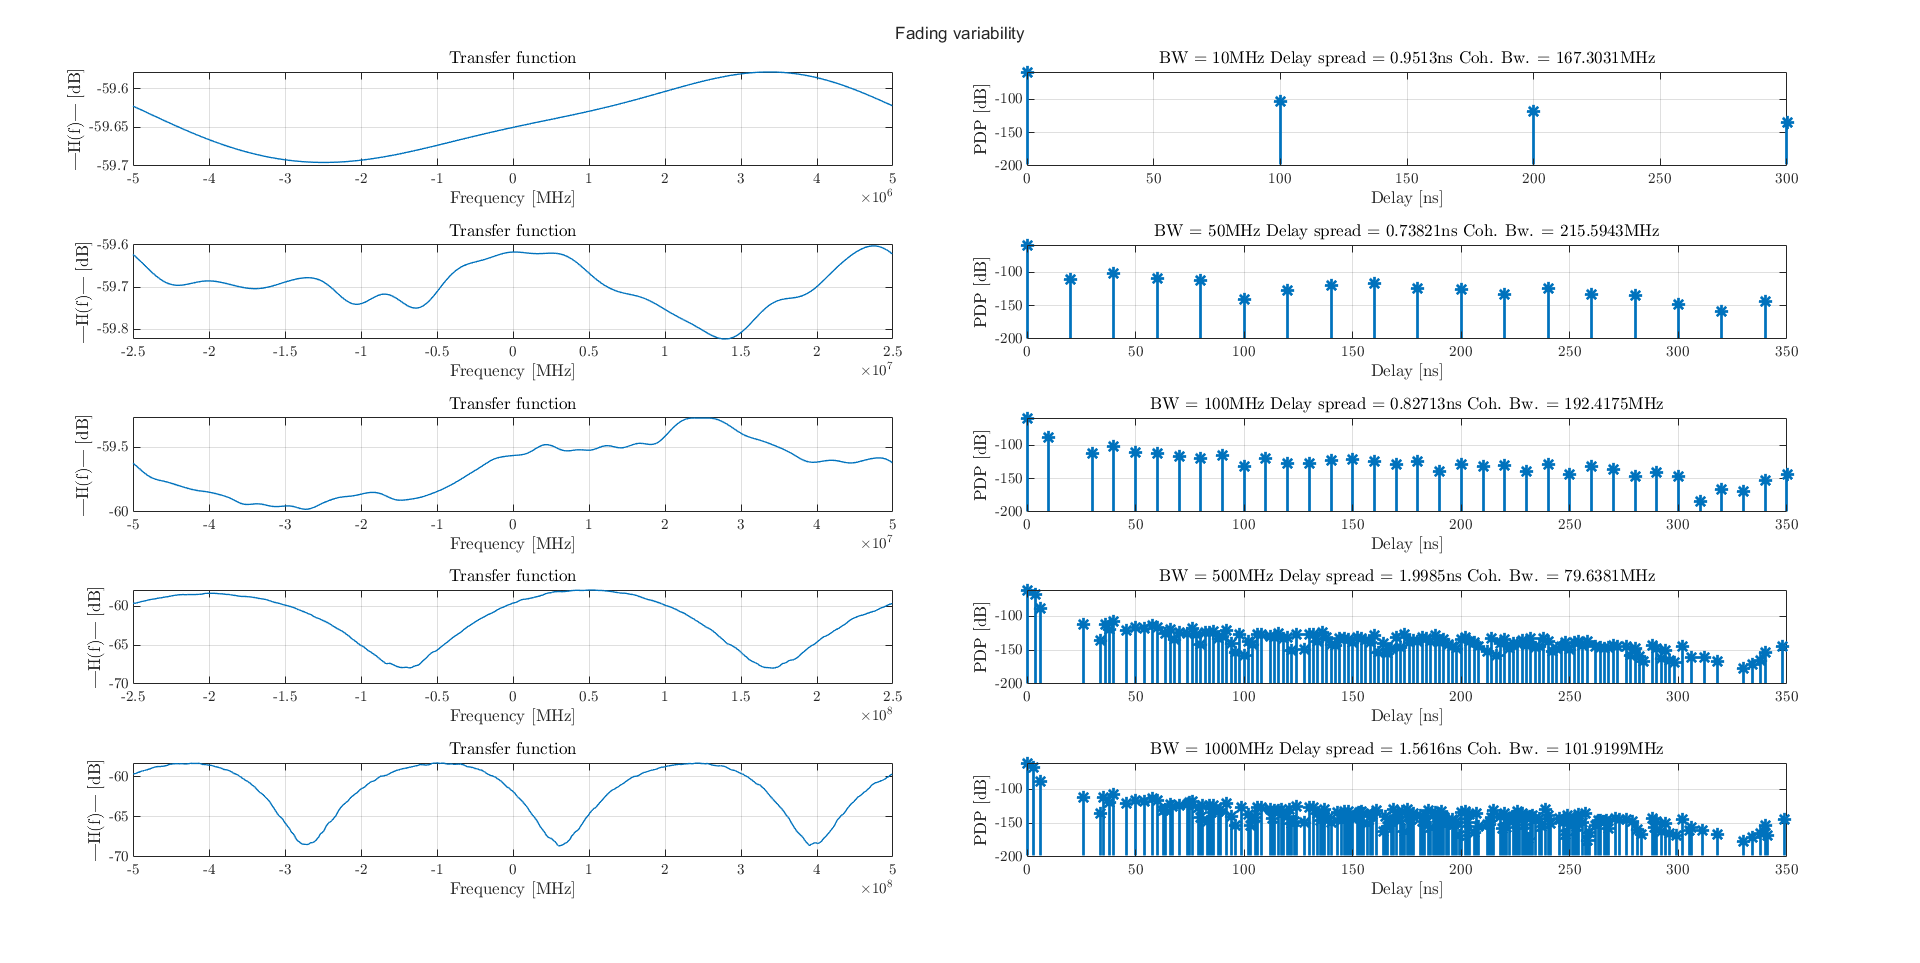 Fading variability
Transfer function
—H(f)— [dB]
-59.6
-59.65
-59.7
-5 -4 -3 -2 -1 0 1 2 3 4 5
Frequency [MHz]
×10^6
BW = 10MHz Delay spread = 0.9513ns Coh. Bw. = 167.3031MHz
PDP [dB]
-100
-150
-200
0 50 100 150 200 250 300
Delay [ns]
Transfer function
—H(f)— [dB]
-59.6
-59.7
-59.8
-2.5 -2 -1.5 -1 -0.5 0 0.5 1 1.5 2 2.5
Frequency [MHz]
×10^7
BW = 50MHz Delay spread = 0.73821ns Coh. Bw. = 215.5943MHz
PDP [dB]
-100
-150
-200
0 50 100 150 200 250 300 350
Delay [ns]
Transfer function
—H(f)— [dB]
-59.5
-60
-5 -4 -3 -2 -1 0 1 2 3 4 5
Frequency [MHz]
×10^7
BW = 100MHz Delay spread = 0.82713ns Coh. Bw. = 192.4175MHz
PDP [dB]
-100
-150
-200
0 50 100 150 200 250 300 350
Delay [ns]
Transfer function
—H(f)— [dB]
-60
-65
-70
-2.5 -2 -1.5 -1 -0.5 0 0.5 1 1.5 2 2.5
Frequency [MHz]
×10^8
BW = 500MHz Delay spread = 1.9985ns Coh. Bw. = 79.6381MHz
PDP [dB]
-100
-150
-200
0 50 100 150 200 250 300 350
Delay [ns]
Transfer function
—H(f)— [dB]
-60
-65
-70
-5 -4 -3 -2 -1 0 1 2 3 4 5
Frequency [MHz]
×10^8
BW = 1000MHz Delay spread = 1.5616ns Coh. Bw. = 101.9199MHz
PDP [dB]
-100
-150
-200
0 50 100 150 200 250 300 350
Delay [ns]